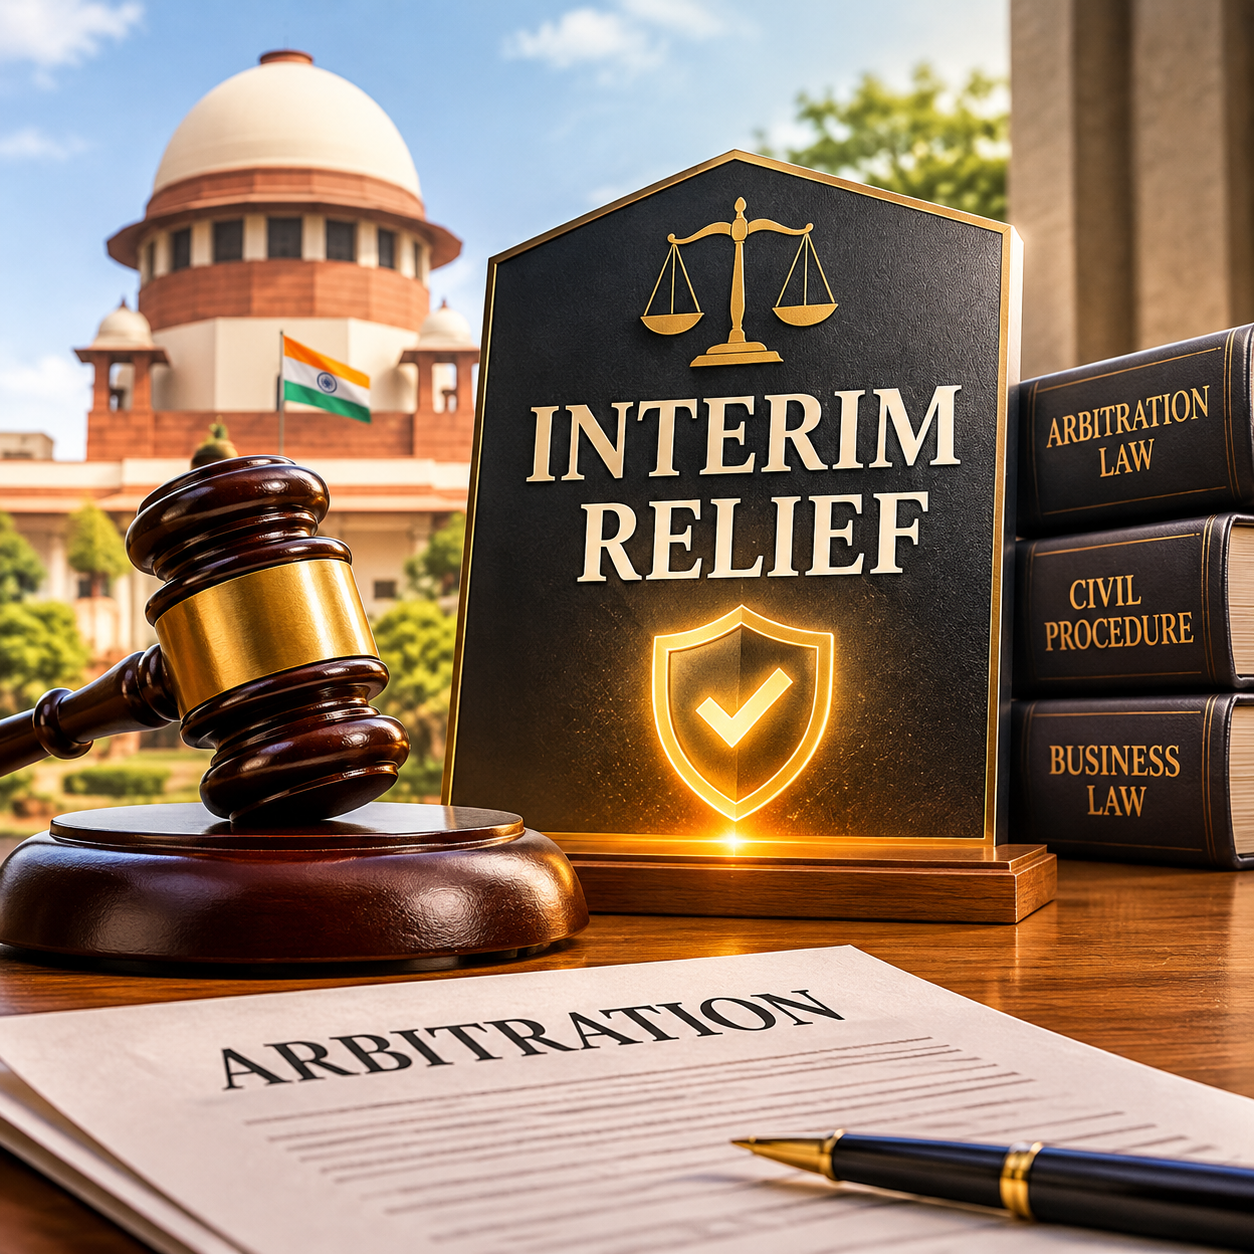 INTERIM
RELIEF
ARBITRATION
LAW
CIVIL
PROCEDURE
BUSINESS
LAW
ARBITRATION